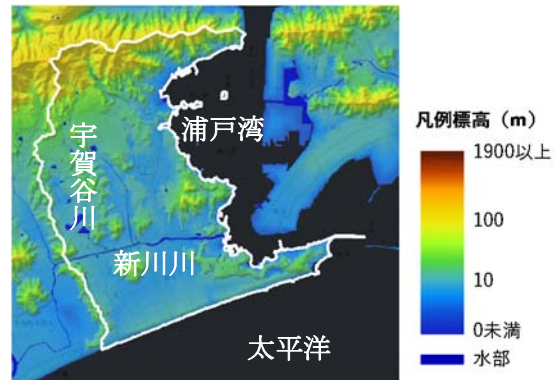 浦戸湾
宇賀谷川
新川川
太平洋
凡例標高（m）
1900以上
100
10
0未満
水部